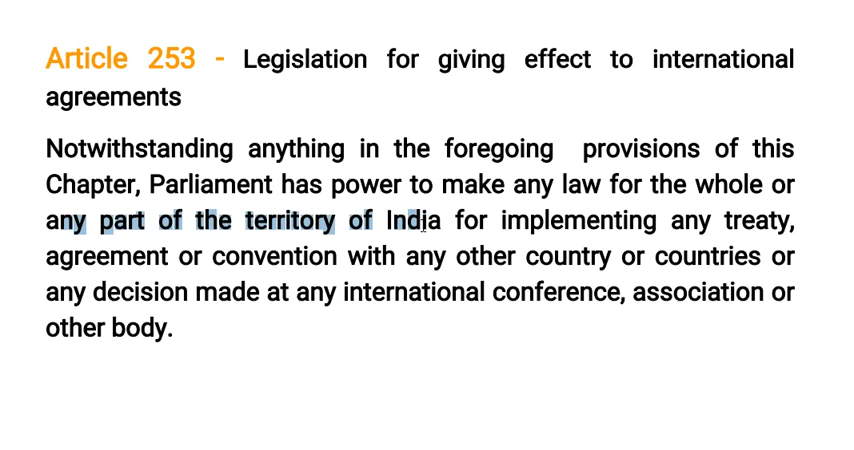 Article 253 - Legislation for giving effect to international
agreements
Notwithstanding anything in the foregoing provisions of this
Chapter, Parliament has power to make any law for the whole or
any part of the territory of India for implementing any treaty,
agreement or convention with any other country or countries or
any decision made at any international conference, association or
other body.